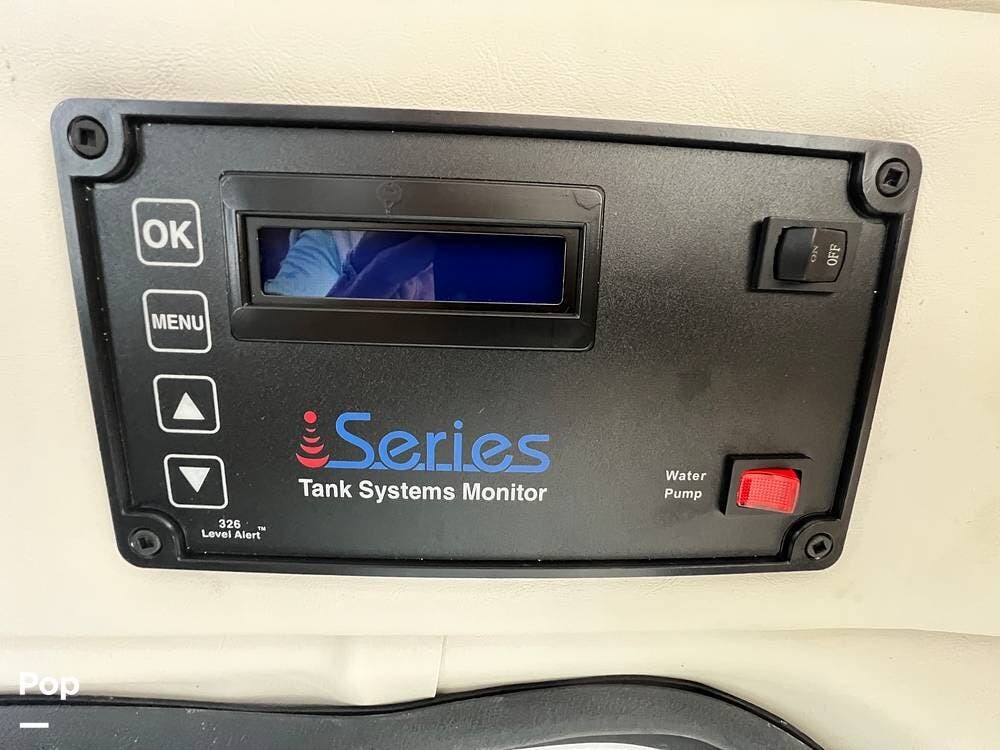 OK
MENU
ON
OFF
iSeries
Tank Systems Monitor
Water
Pump
326
Level Alert™
Pop